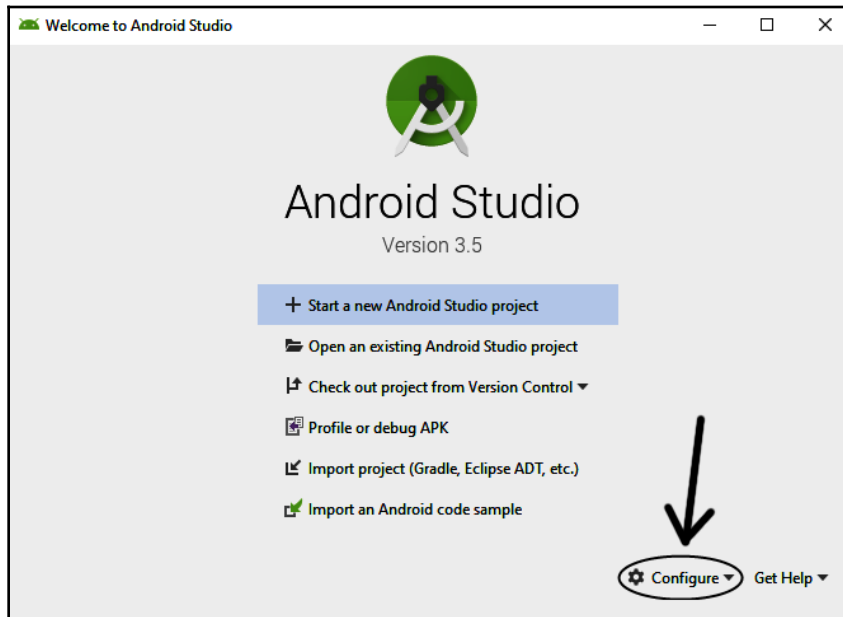 Welcome to Android Studio
Android Studio
Version 3.5
Start a new Android Studio project
Open an existing Android Studio project
Check out project from Version Control
Profile or debug APK
Import project (Gradle, Eclipse ADT, etc.)
Import an Android code sample
Configure Get Help